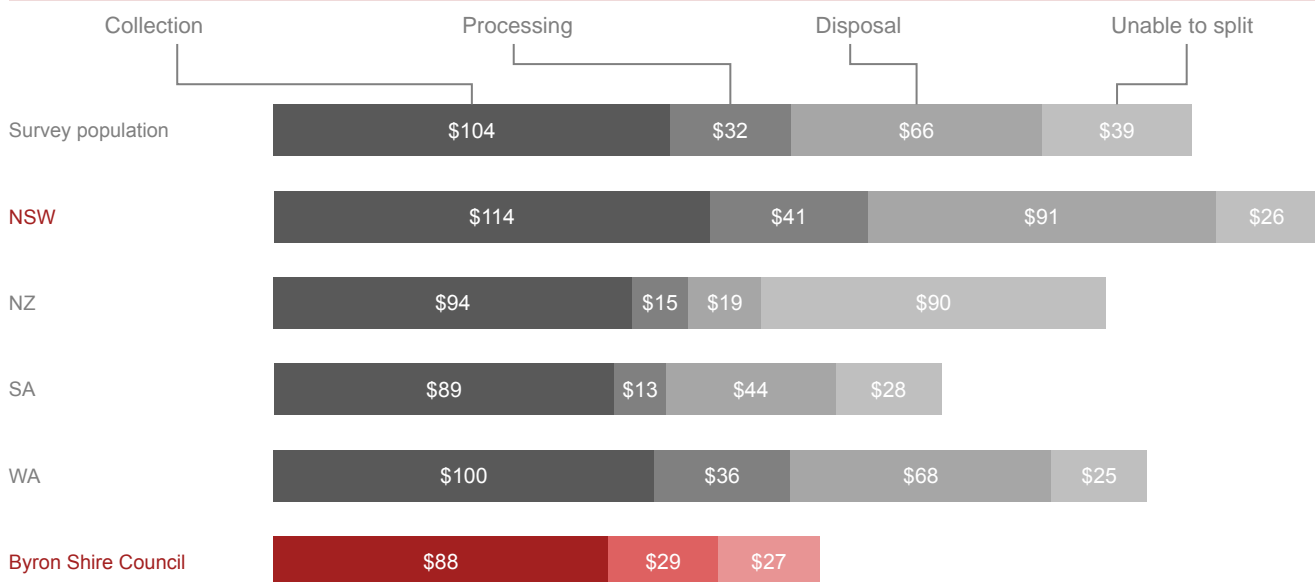 Collection Processing Disposal Unable to split
Survey population $104 $32 $66 $39
NSW $114 $41 $91 $26
NZ $94 $15 $19 $90
SA $89 $13 $44 $28
WA $100 $36 $68 $25
Byron Shire Council $88 $29 $27